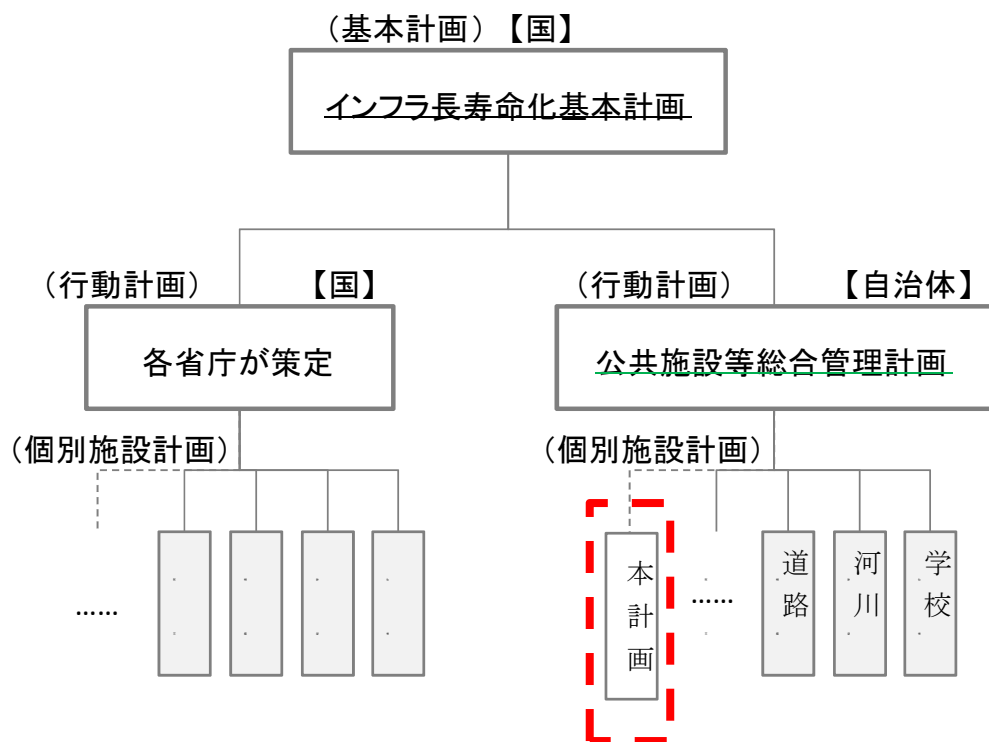 （基本計画）【国】
インフラ長寿命化基本計画
（行動計画） 【国】
各省庁が策定
（個別施設計画）
……
（行動計画） 【自治体】
公共施設等総合管理計画
（個別施設計画）
本計画
……
道路
河川
学校